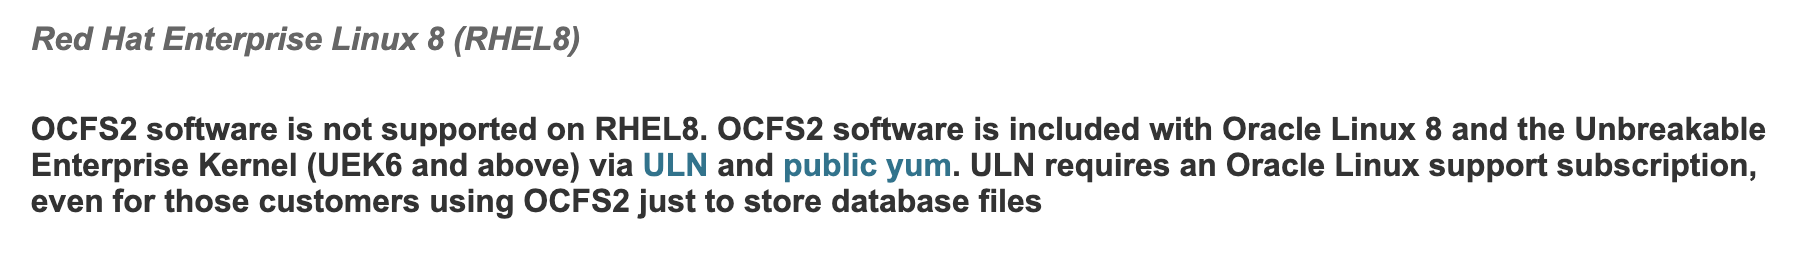 Red Hat Enterprise Linux 8 (RHEL8)
OCFS2 software is not supported on RHEL8. OCFS2 software is included with Oracle Linux 8 and the Unbreakable
Enterprise Kernel (UEK6 and above) via ULN and public yum. ULN requires an Oracle Linux support subscription,
even for those customers using OCFS2 just to store database files